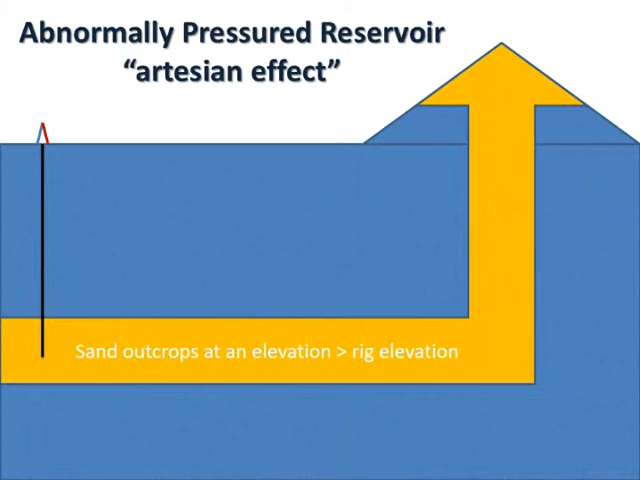 Abnormally Pressured Reservoir
“artesian effect”
Sand outcrops at an elevation > rig elevation